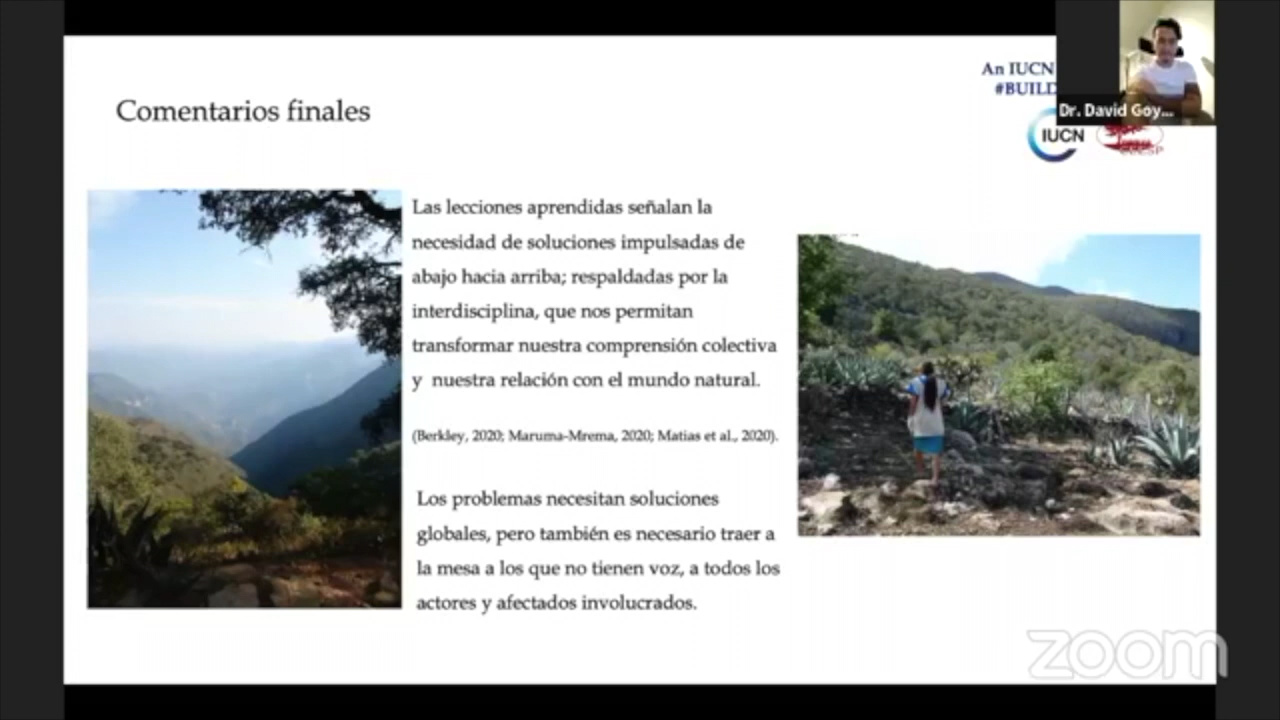 An IUCN
#BUILD
Dr. David Goy...
IUCN
Comentarios finales
Las lecciones aprendidas señalan la
necesidad de soluciones impulsadas de
abajo hacia arriba; respaldadas por la
interdisciplina, que nos permitan
transformar nuestra comprensión colectiva
y nuestra relación con el mundo natural.
(Berkley, 2020; Maruma-Mrema, 2020; Matias et al., 2020).
Los problemas necesitan soluciones
globales, pero también es necesario traer a
la mesa a los que no tienen voz, a todos los
actores y afectados involucrados.
zoom